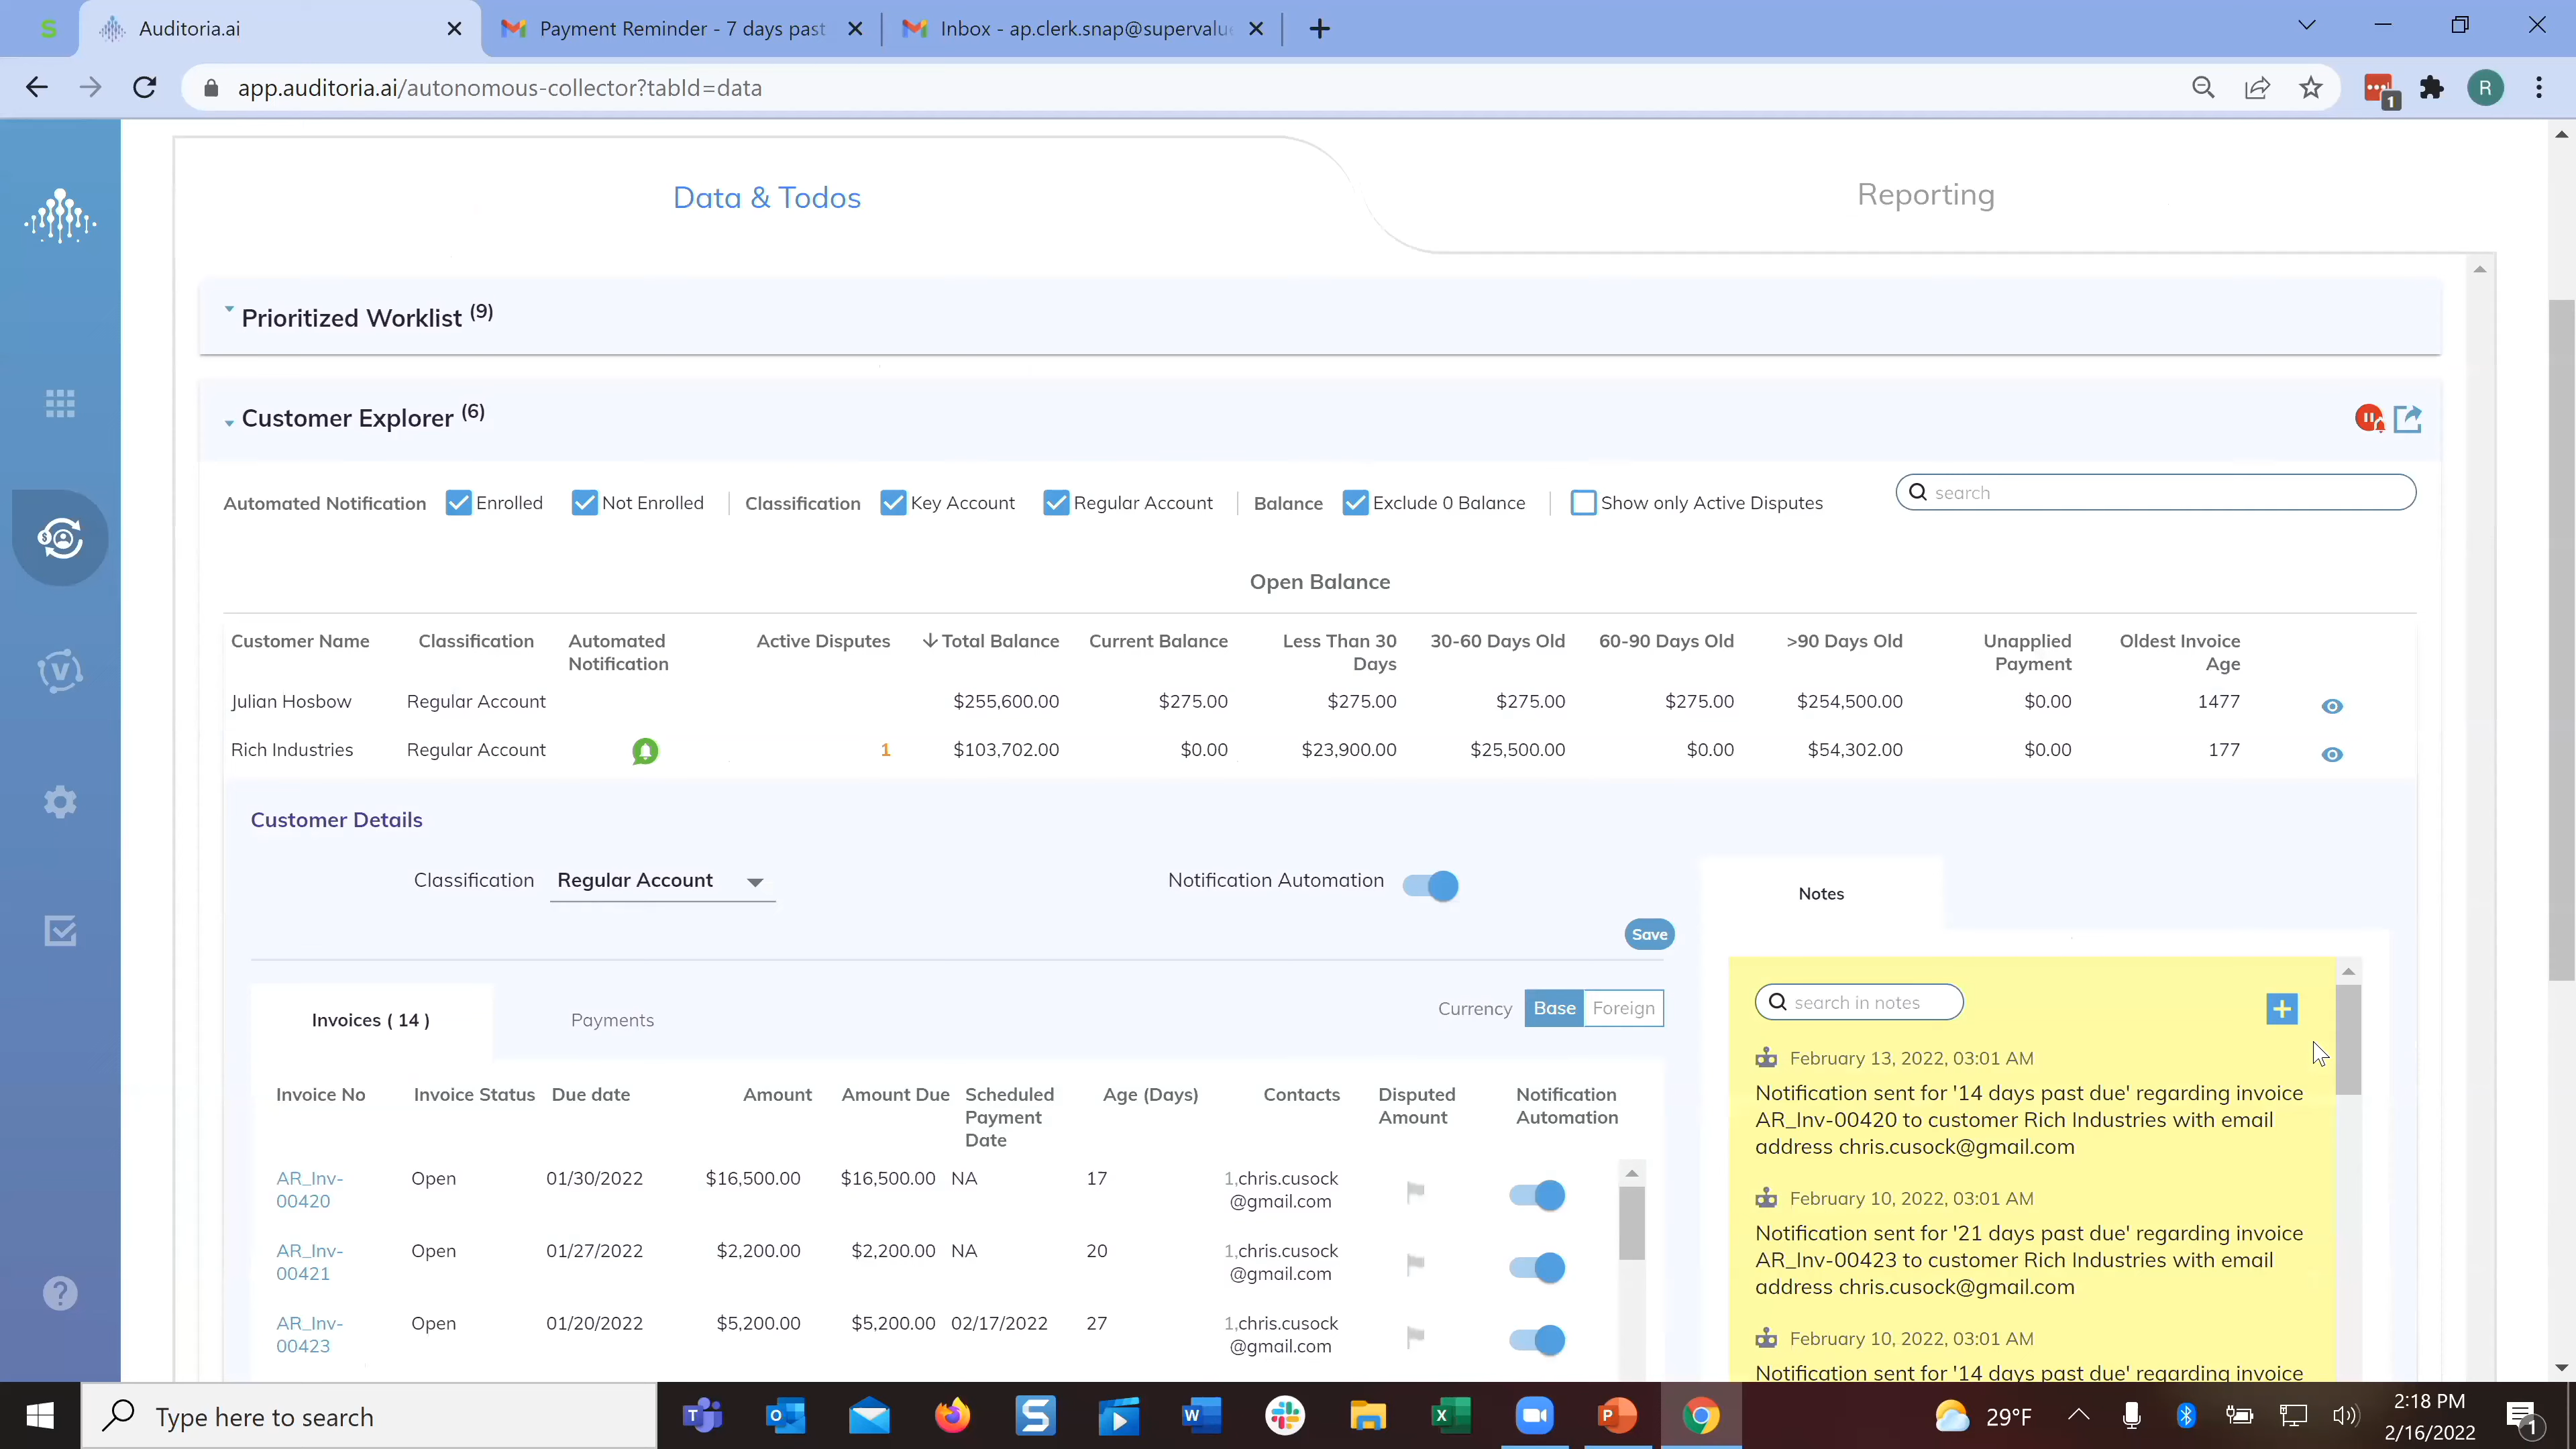 S
Auditoria.ai
Payment Reminder - 7 days past
Inbox - ap.clerk.snap@supervalu
app.auditoria.ai/autonomous-collector?tabId=data
1
R
Data & Todos
Reporting
Prioritized Worklist (9)
Customer Explorer (6)
Automated Notification Enrolled Not Enrolled Classification Key Account Regular Account Balance Exclude 0 Balance Show only Active Disputes
search
Open Balance
Customer Name Classification Automated Notification Active Disputes Total Balance Current Balance Less Than 30 Days 30-60 Days Old 60-90 Days Old >90 Days Old Unapplied Payment Oldest Invoice Age
Julian Hosbow Regular Account $255,600.00 $275.00 $275.00 $275.00 $275.00 $254,500.00 $0.00 1477
Rich Industries Regular Account 1 $103,702.00 $0.00 $23,900.00 $25,500.00 $0.00 $54,302.00 $0.00 177
Customer Details
Classification Regular Account
Notification Automation
Save
Invoices ( 14 )
Payments
Currency Base Foreign
Invoice No Invoice Status Due date Amount Amount Due Scheduled Payment Date Age (Days) Contacts Disputed Amount Notification Automation
AR_Inv-00420 Open 01/30/2022 $16,500.00 $16,500.00 NA 17 1,chris.cusock@gmail.com
AR_Inv-00421 Open 01/27/2022 $2,200.00 $2,200.00 NA 20 1,chris.cusock@gmail.com
AR_Inv-00423 Open 01/20/2022 $5,200.00 $5,200.00 02/17/2022 27 1,chris.cusock@gmail.com
Notes
search in notes
+
February 13, 2022, 03:01 AM
Notification sent for '14 days past due' regarding invoice
AR_Inv-00420 to customer Rich Industries with email
address chris.cusock@gmail.com
February 10, 2022, 03:01 AM
Notification sent for '21 days past due' regarding invoice
AR_Inv-00423 to customer Rich Industries with email
address chris.cusock@gmail.com
February 10, 2022, 03:01 AM
Notification sent for '14 days past due' regarding invoice
Type here to search
29°F
2:18 PM
2/16/2022
1